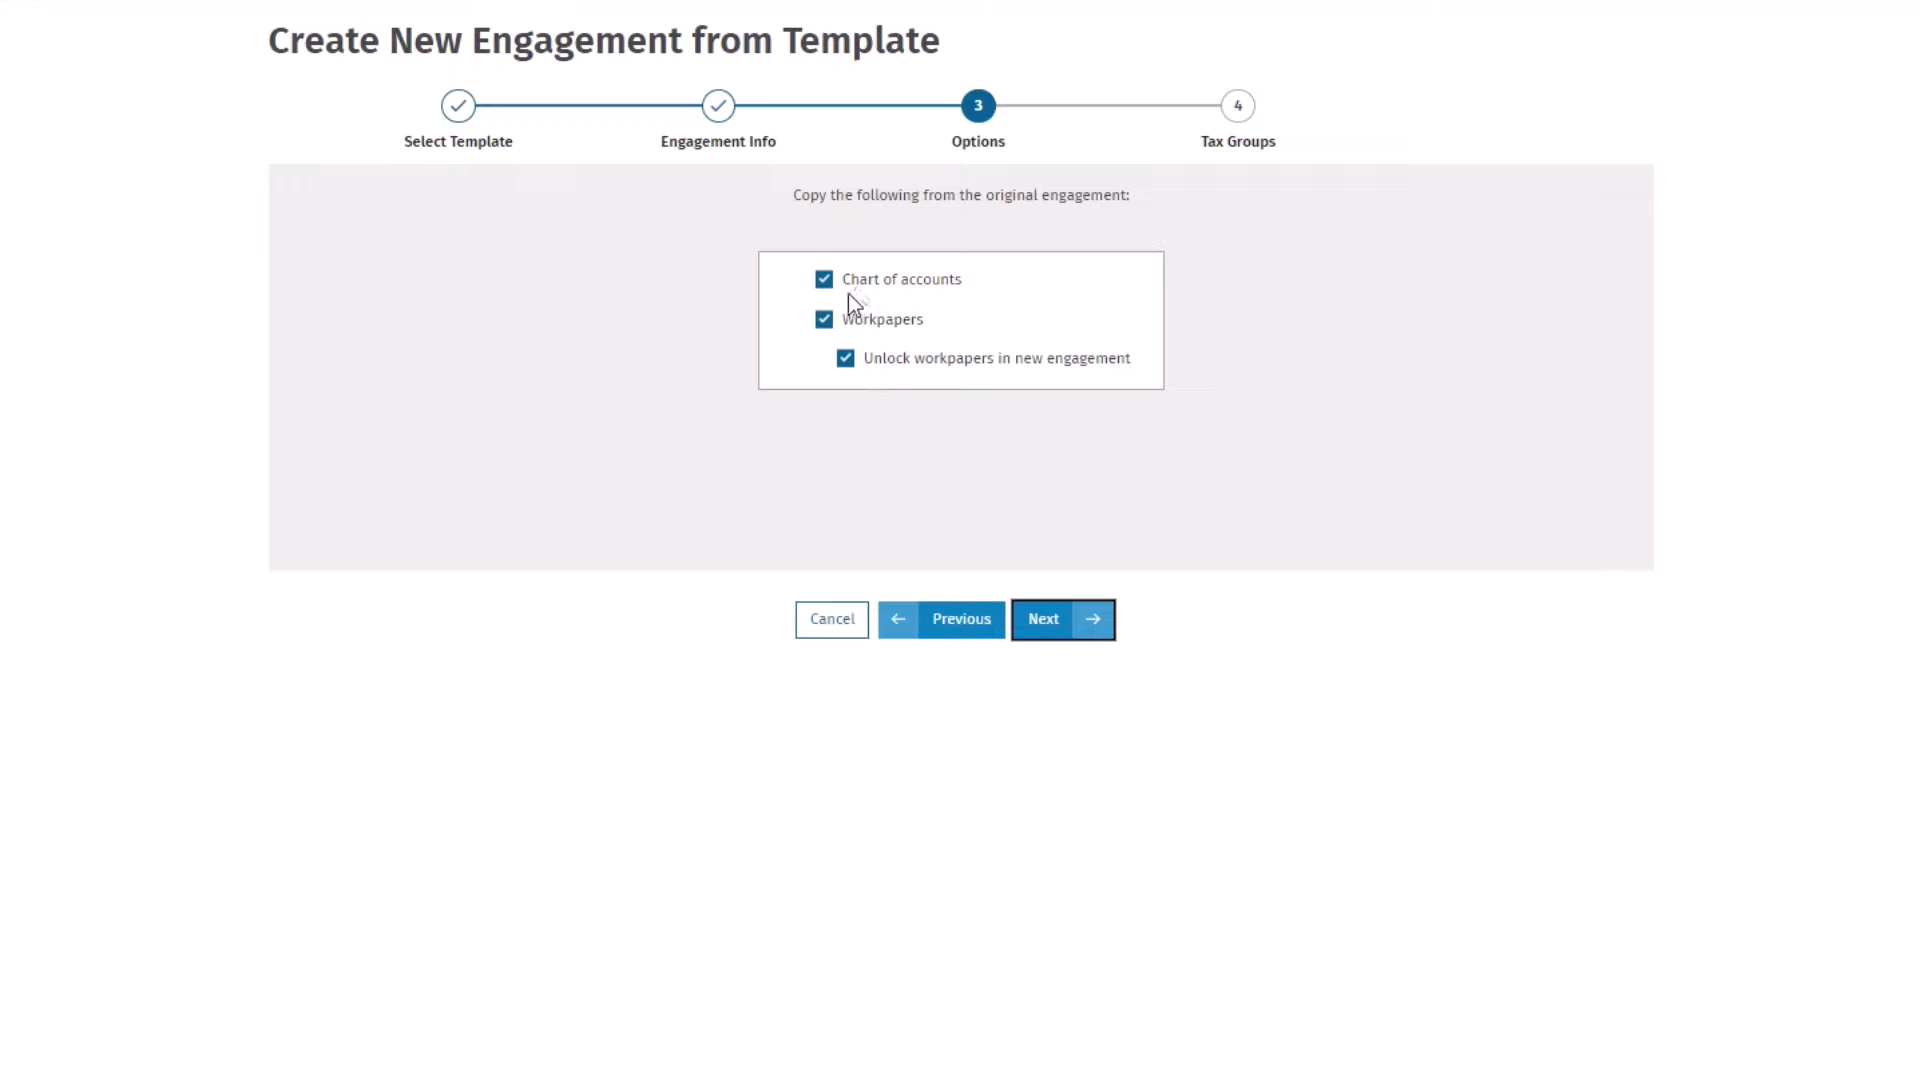 Create New Engagement from Template
3
4
Select Template
Engagement Info
Options
Tax Groups
Copy the following from the original engagement:
Chart of accounts
Workpapers
Unlock workpapers in new engagement
Cancel
Previous
Next